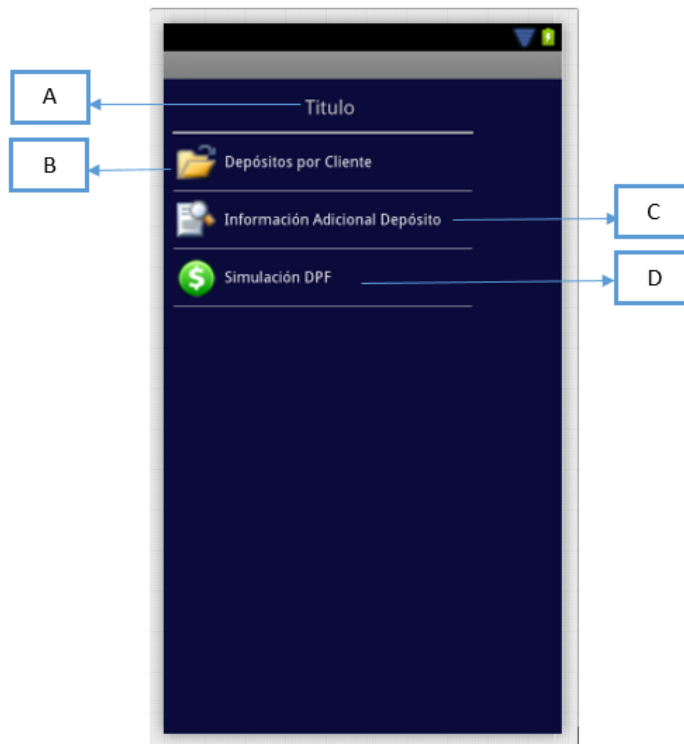 A
Titulo
B
Depósitos por Cliente
Información Adicional Depósito
C
Simulación DPF
D